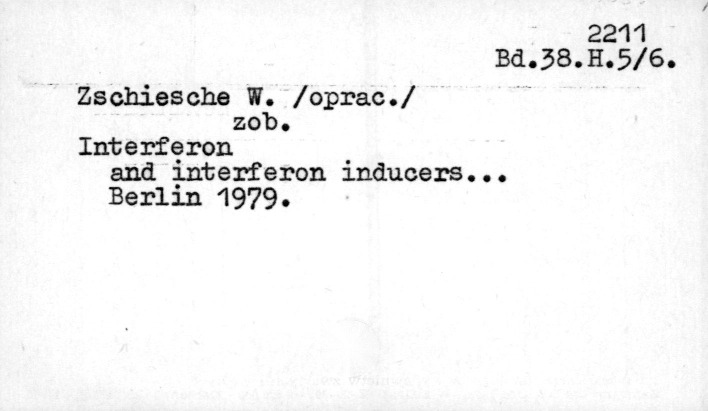 2211
Bd.38.H.5/6.
Zschiesche W. /oprac./
zob.
Interferon
and interferon inducers...
Berlin 1979.